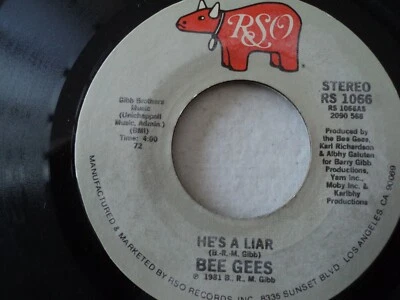 RSO
STEREO
RS 1066
RS 1066AS
2090 568
Gibb Brothers
Music
(Unichappell
Music, Admin.)
(BMI)
Time: 4:00
72
Produced by
the Bee Gees,
Karl Richardson
& Albhy Galuten
for Barry Gibb
Productions,
Yam Inc.,
Moby Inc. &
Karlbhy
Productions
HE'S A LIAR
(B.-R.-M. Gibb)
BEE GEES
℗ 1981 B., R., M. Gibb
MANUFACTURED & MARKETED BY RSO RECORDS INC., 8335 SUNSET BLVD. LOS ANGELES, CA 90069